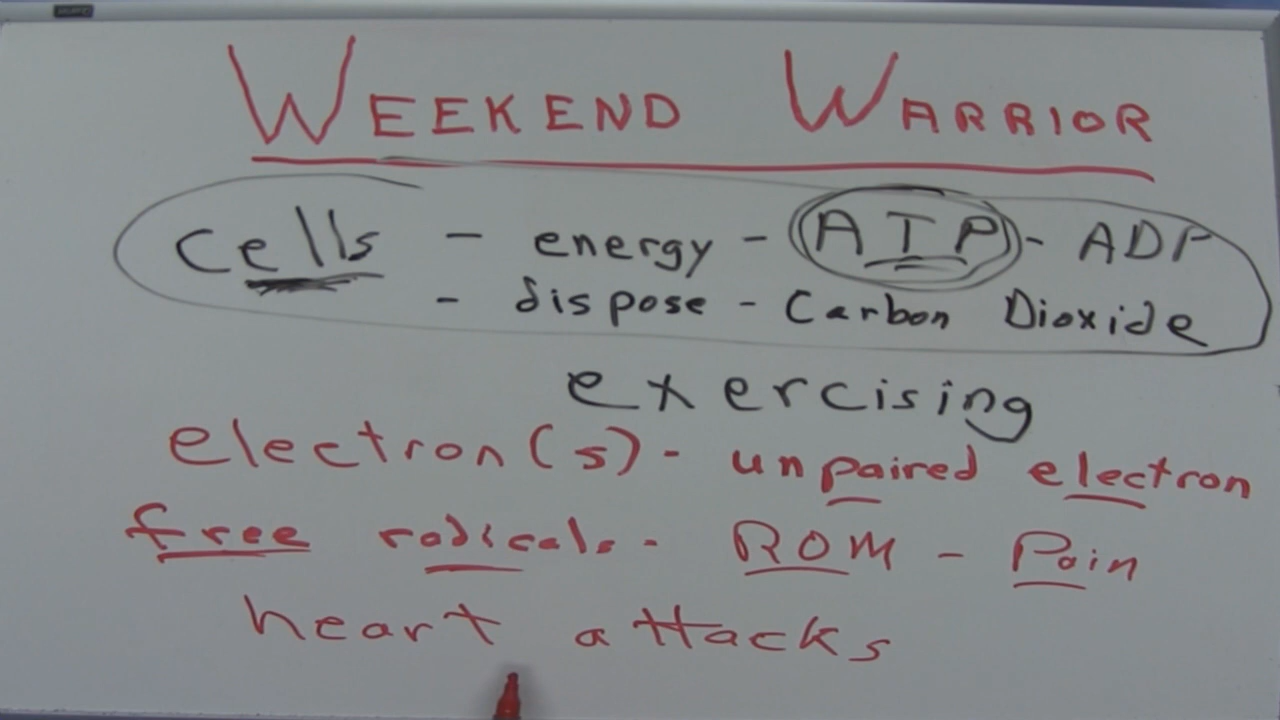 WEEKEND WARRIOR
Cells - energy - ATP - ADP
- dispose - Carbon Dioxide
exercising
electron(s) - unpaired electron
free radicals - ROM - Pain
heart attacks